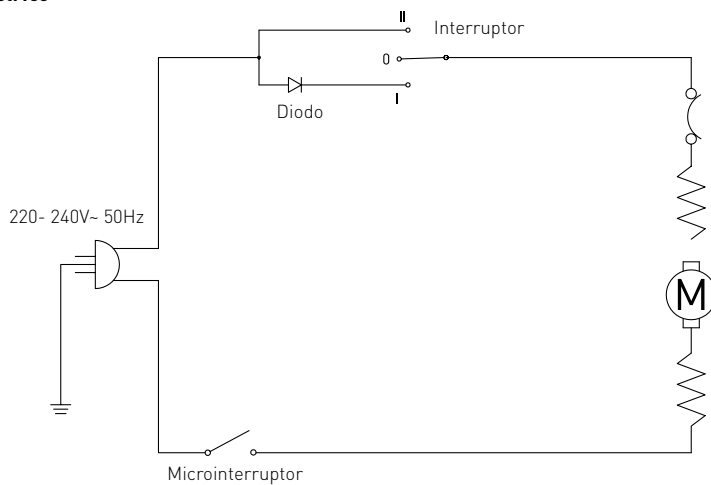 II
Interruptor
0
I
Diodo
220- 240V~ 50Hz
M
Microinterruptor